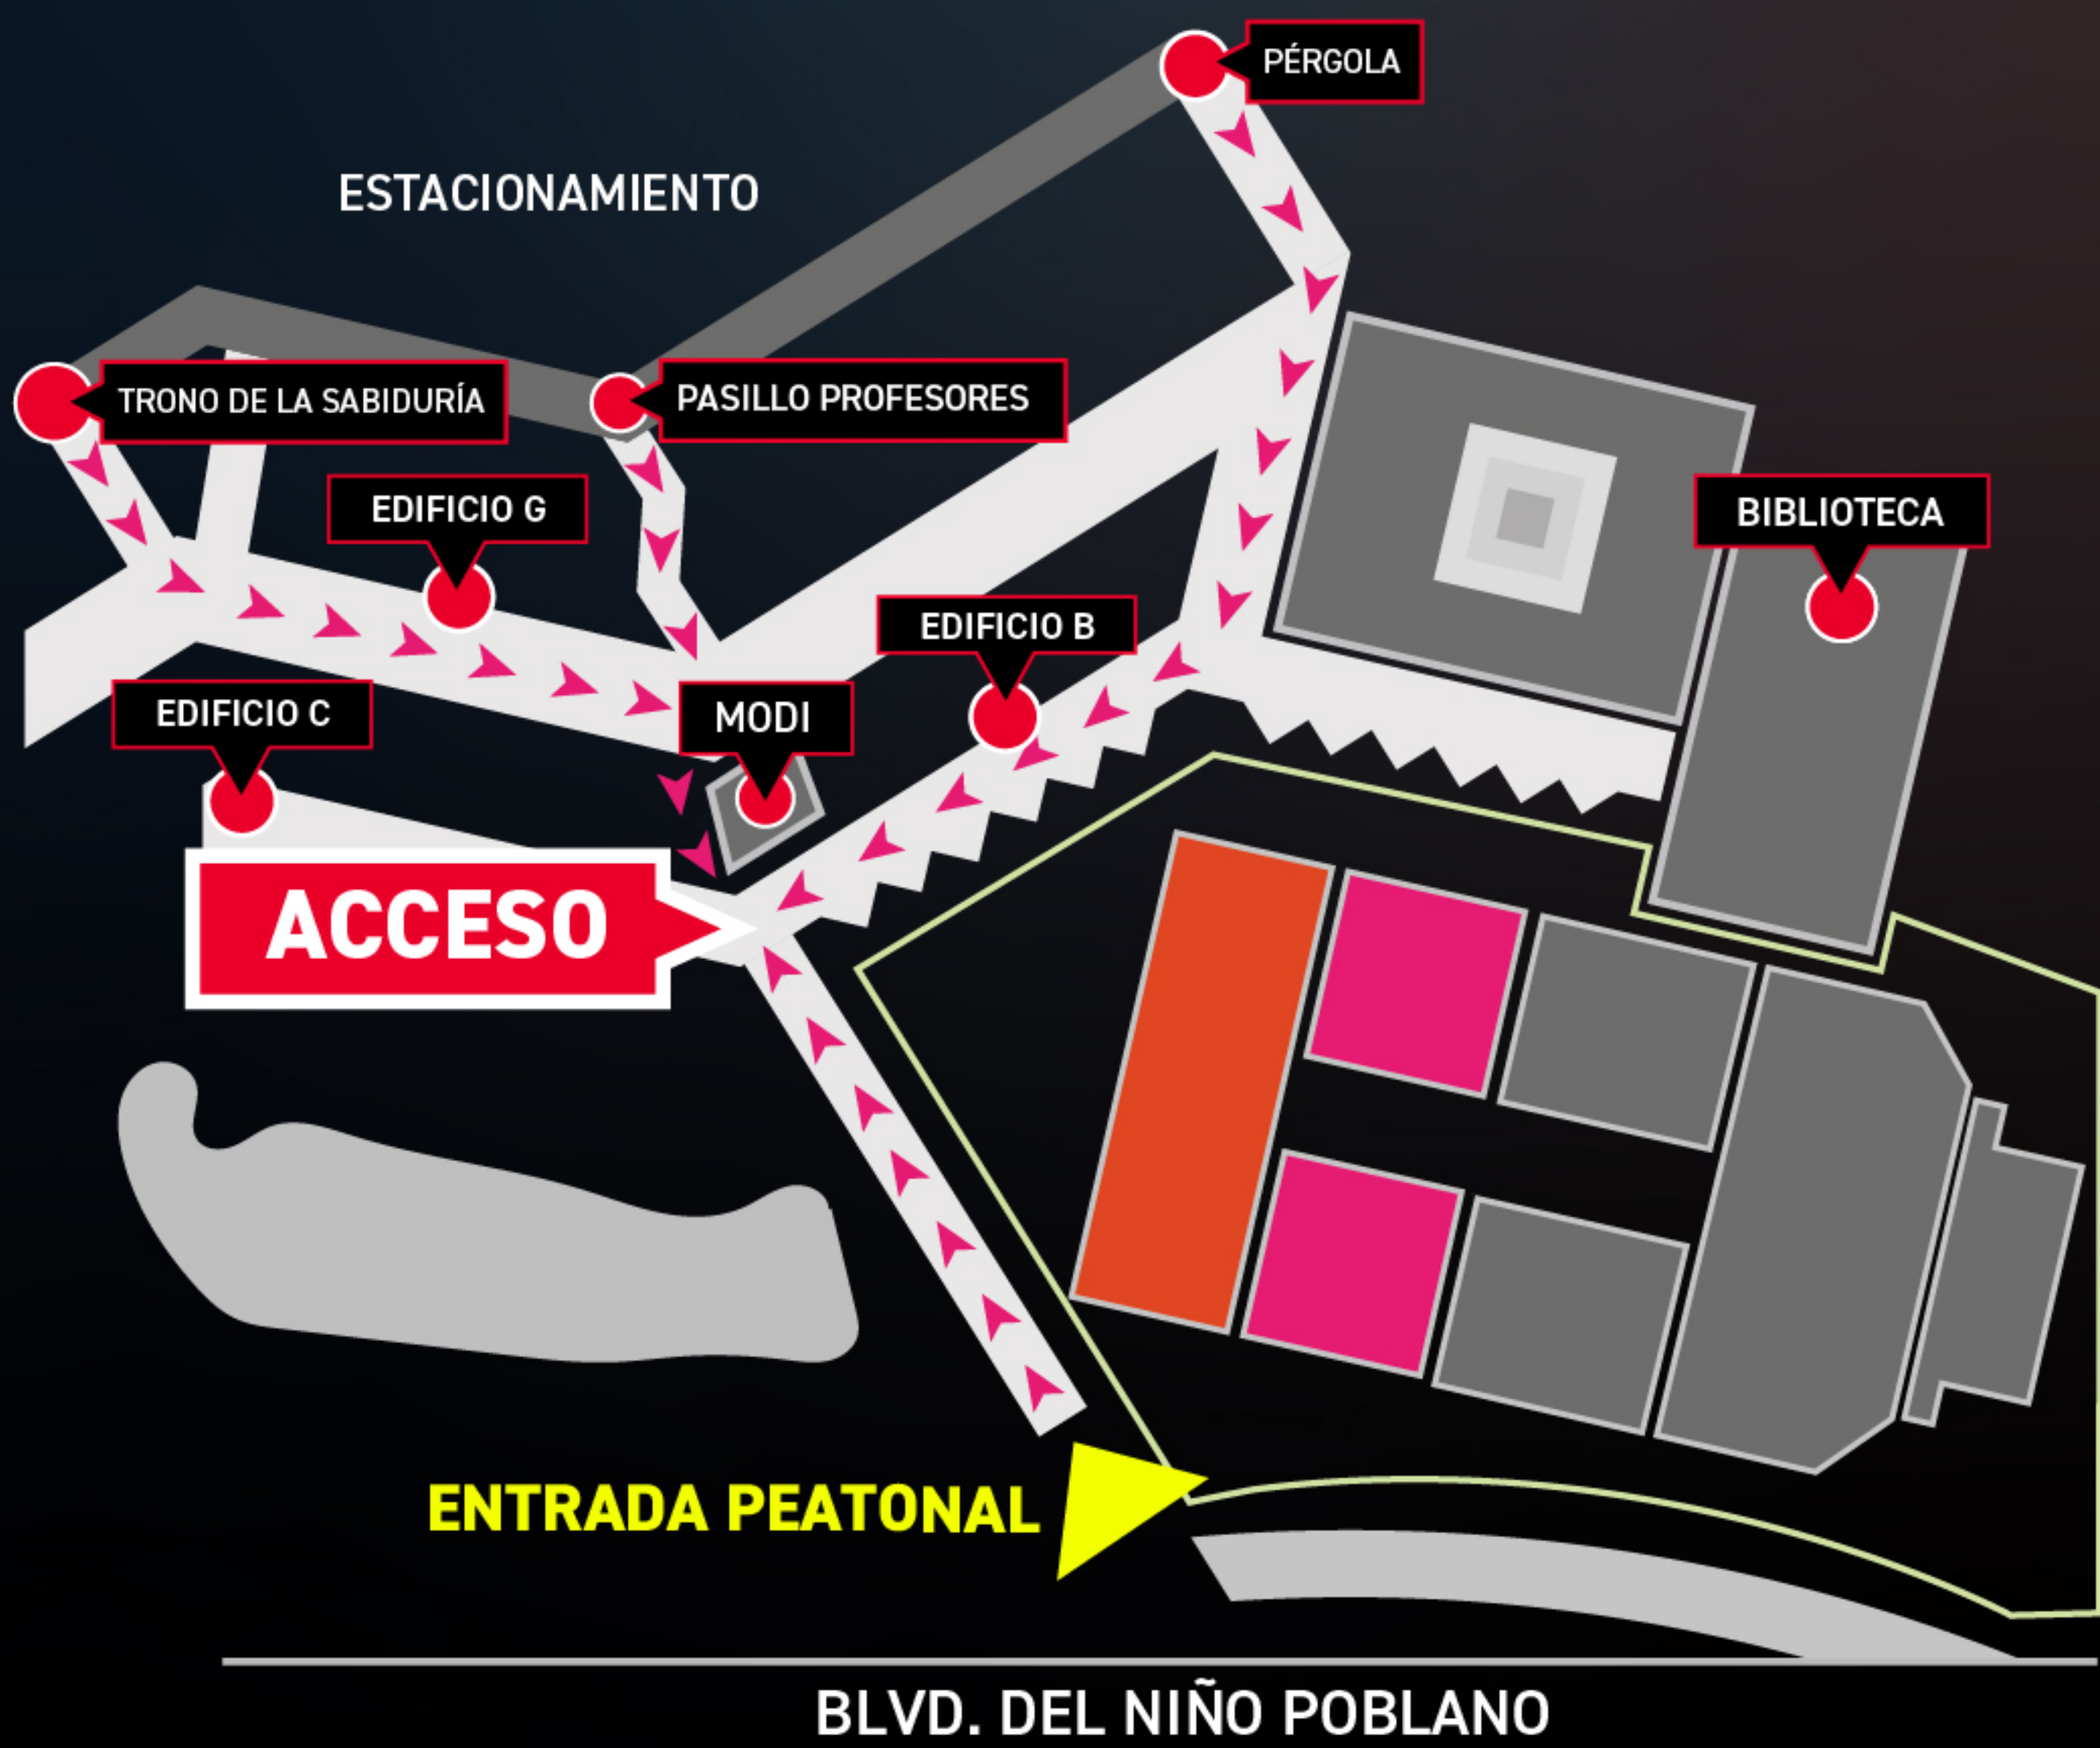 PÉRGOLA
ESTACIONAMIENTO
TRONO DE LA SABIDURÍA
PASILLO PROFESORES
EDIFICIO G
BIBLIOTECA
EDIFICIO B
EDIFICIO C
MODI
ACCESO
ENTRADA PEATONAL
BLVD. DEL NIÑO POBLANO